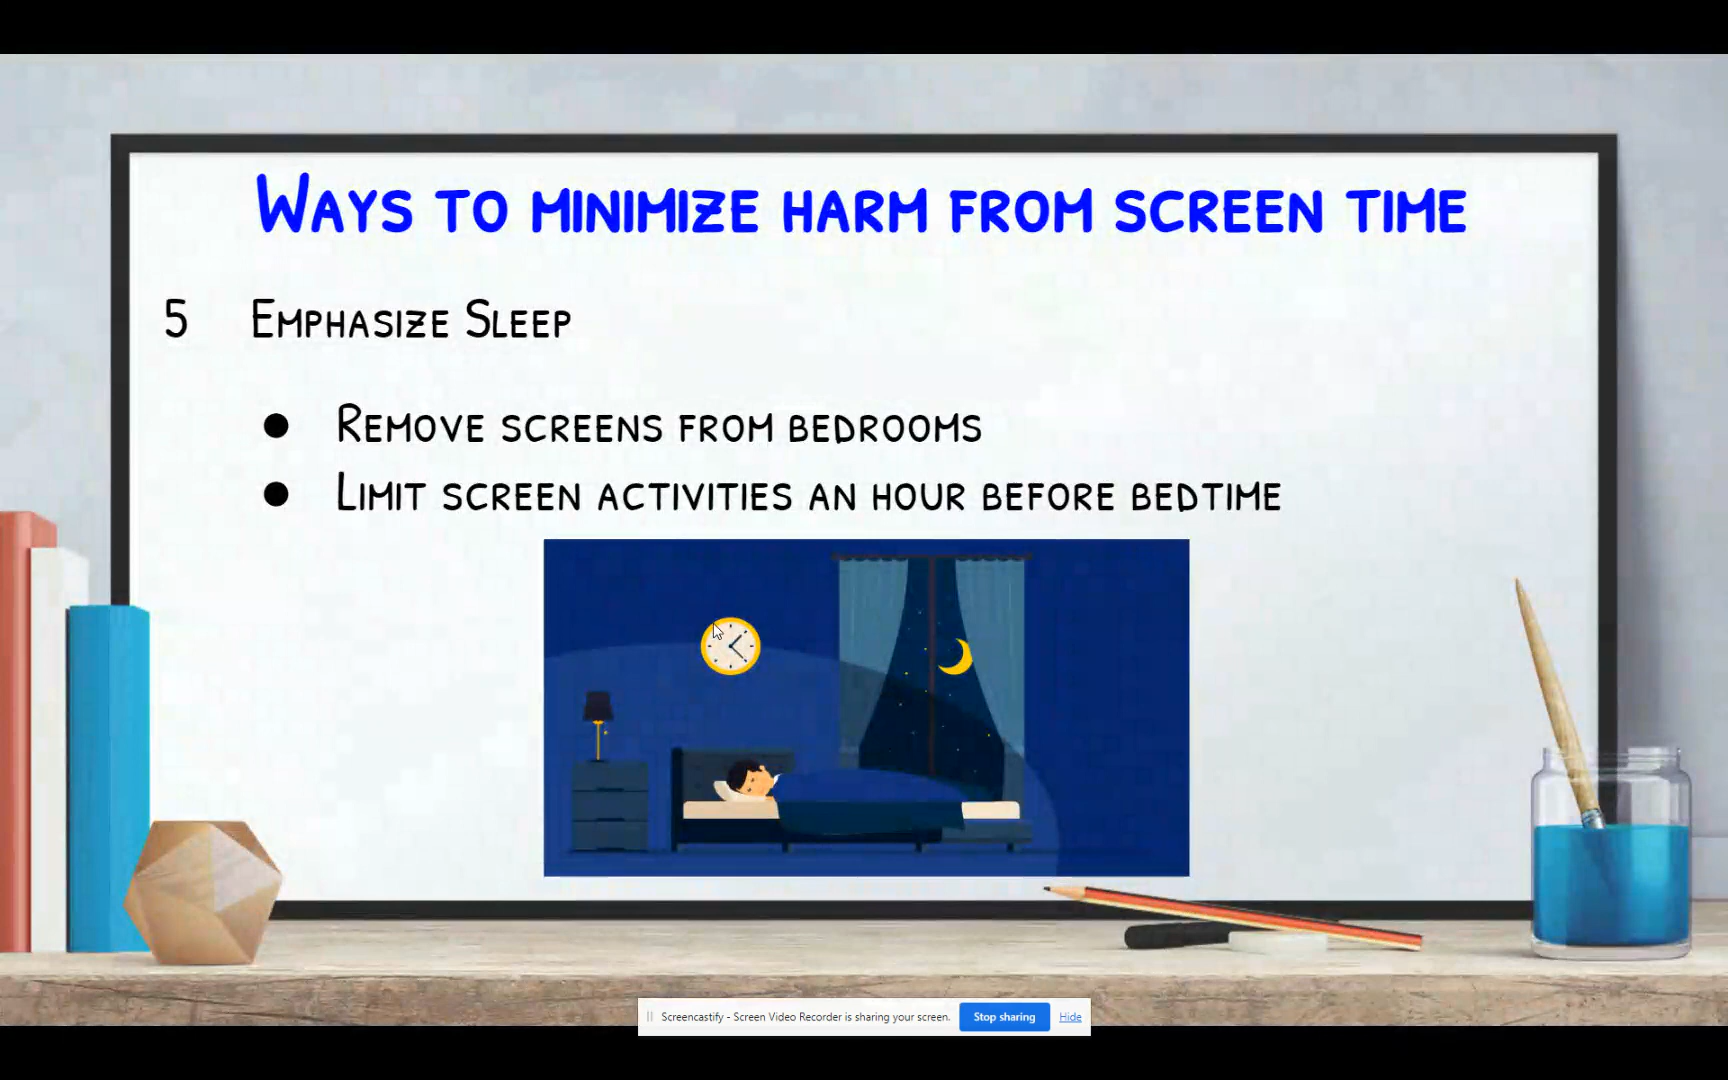 Ways to minimize harm from screen time
5 Emphasize Sleep
● Remove screens from bedrooms
● Limit screen activities an hour before bedtime
Screencastify - Screen Video Recorder is sharing your screen. Stop sharing Hide